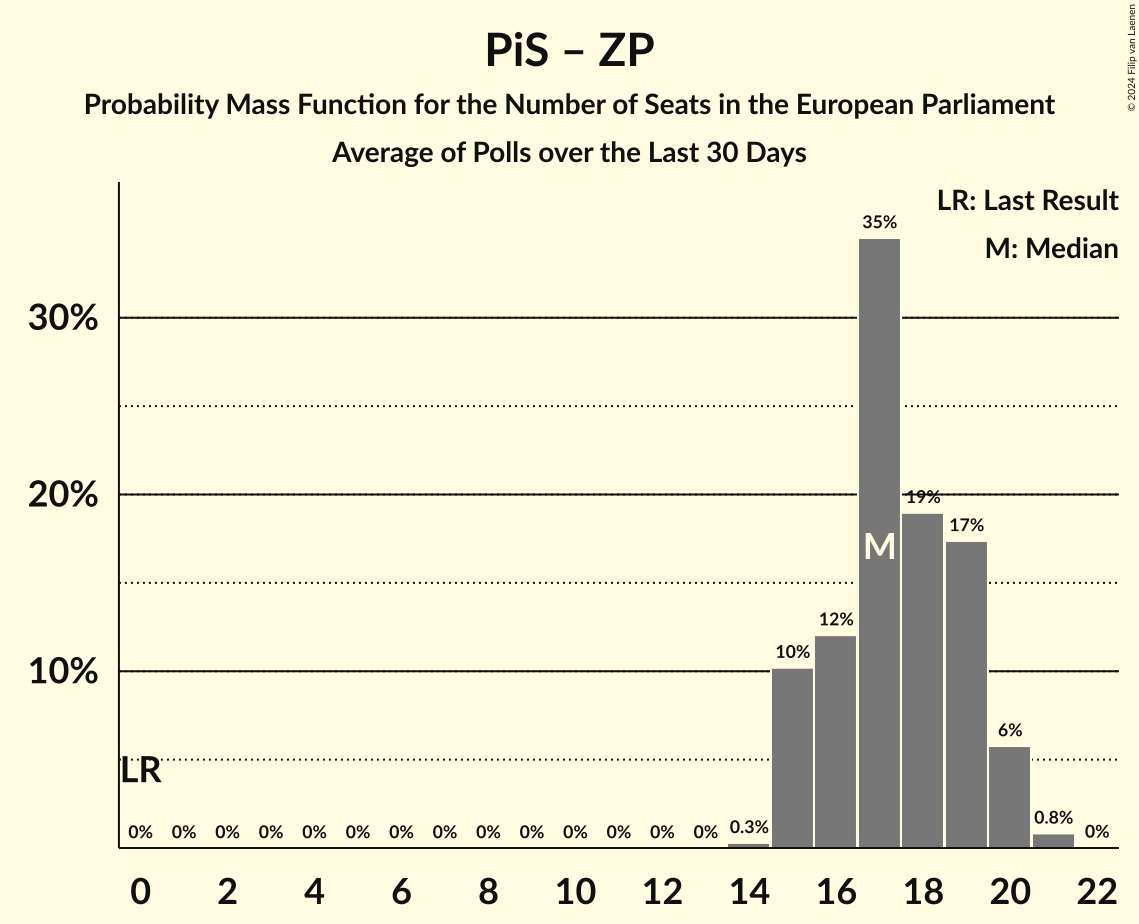 PiS – ZP
Probability Mass Function for the Number of Seats in the European Parliament
Average of Polls over the Last 30 Days
© 2024 Filip van Laenen
LR: Last Result
M: Median
35%
30%
20%
19%
17%
M
12%
10%
10%
6%
LR
0% 0% 0% 0% 0% 0% 0% 0% 0% 0% 0% 0% 0% 0% 0.3% 0.8% 0%
0 2 4 6 8 10 12 14 16 18 20 22